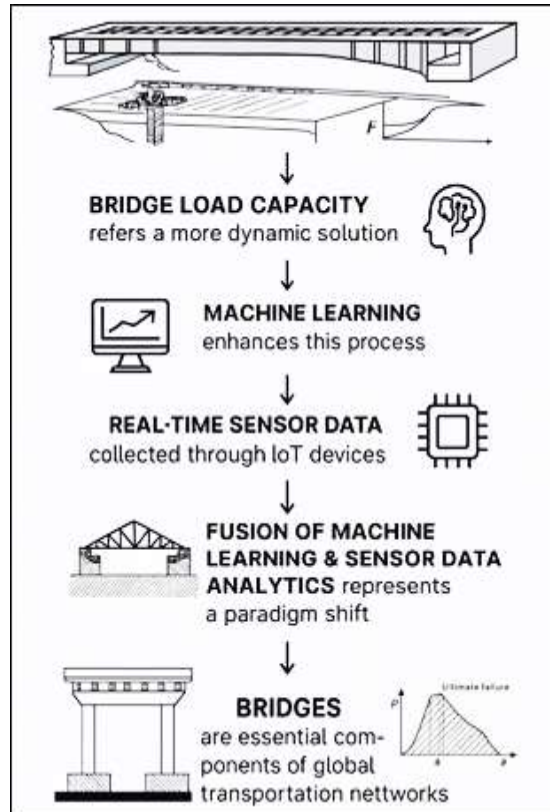 F
BRIDGE LOAD CAPACITY
refers a more dynamic solution
MACHINE LEARNING
enhances this process
REAL-TIME SENSOR DATA
collected through IoT devices
FUSION OF MACHINE
LEARNING & SENSOR DATA
ANALYTICS represents
a paradigm shift
Ultimate failure
P
BRIDGES
are essential com-
ponents of global
transportation nettworks